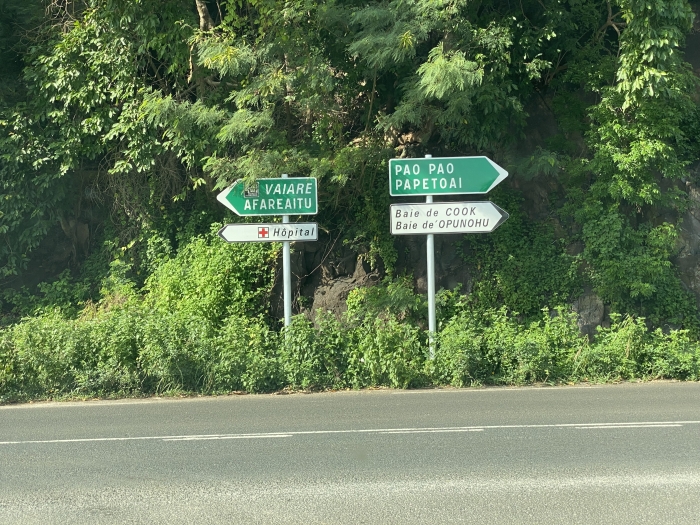 VAIARE
AFAREAITU
Hôpital
PAO PAO
PAPETOAI
Baie de COOK
Baie de'OPUNOHU